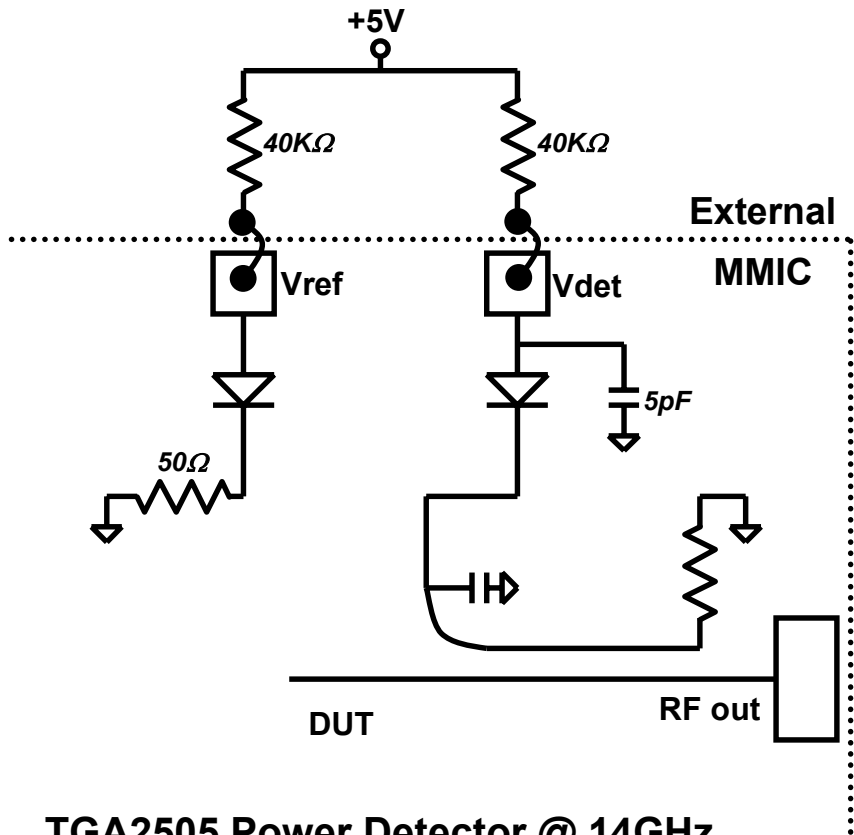 +5V
40KΩ
40KΩ
External
MMIC
Vref
Vdet
5pF
50Ω
RF out
DUT
TGA2505 Power Detector @ 14GHz